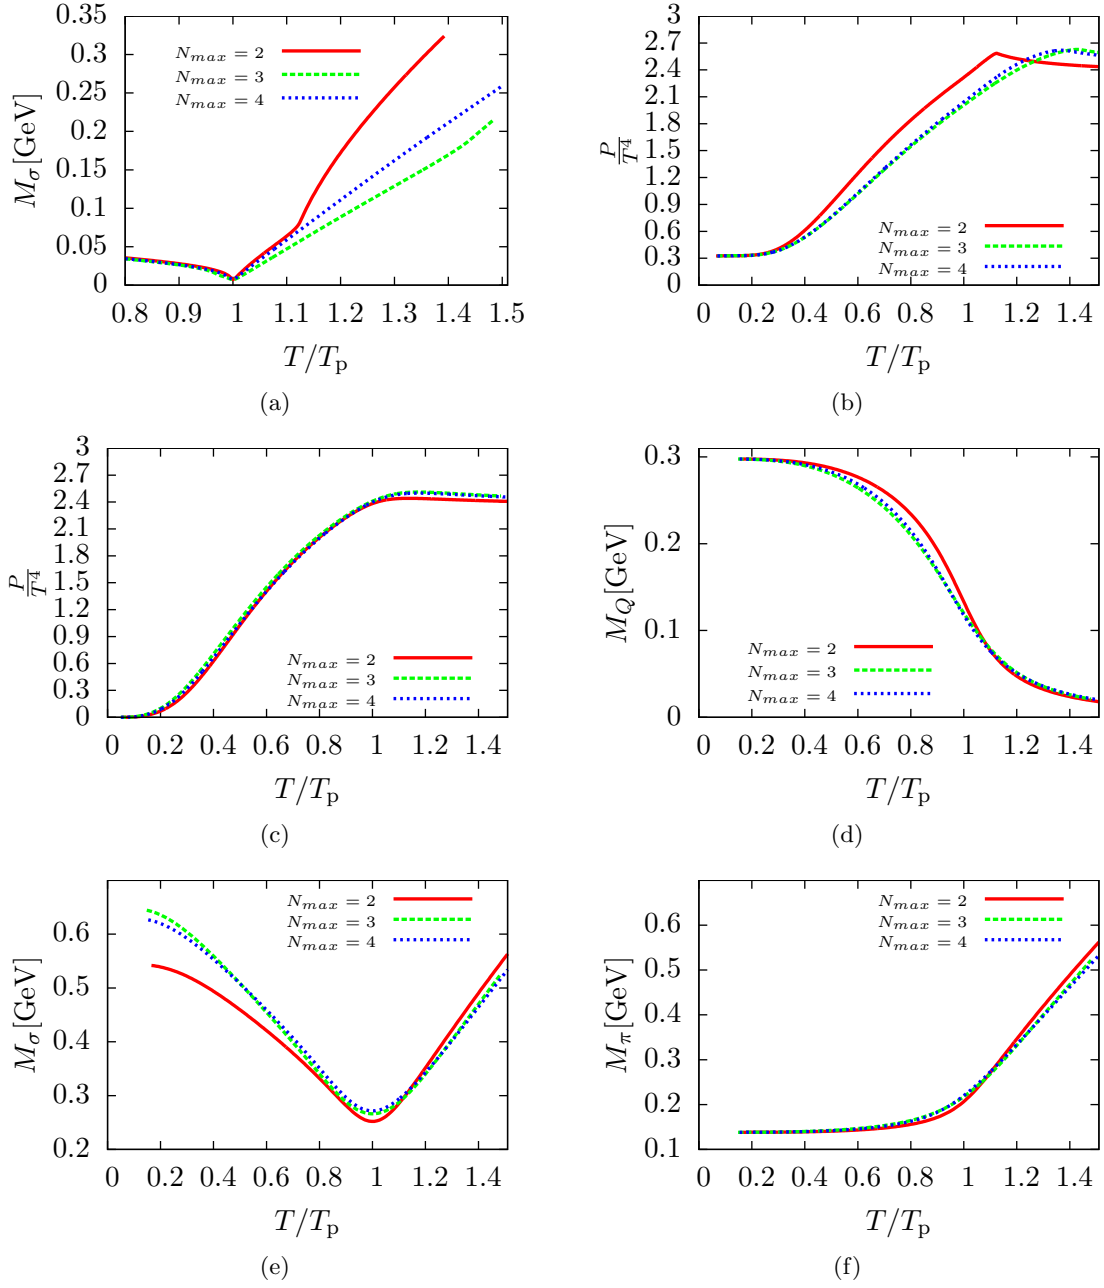 0.35
0.3
0.25
0.2
0.15
0.1
0.05
0
M_σ[GeV]
N_max = 2
N_max = 3
N_max = 4
0.8 0.9 1 1.1 1.2 1.3 1.4 1.5
T/T_p
(a)
3
2.7
2.4
2.1
1.8
1.5
1.2
0.9
0.6
0.3
0
P/T^4
N_max = 2
N_max = 3
N_max = 4
0 0.2 0.4 0.6 0.8 1 1.2 1.4
T/T_p
(b)
3
2.7
2.4
2.1
1.8
1.5
1.2
0.9
0.6
0.3
0
P/T^4
N_max = 2
N_max = 3
N_max = 4
0 0.2 0.4 0.6 0.8 1 1.2 1.4
T/T_p
(c)
0.3
0.2
0.1
0
M_Q[GeV]
N_max = 2
N_max = 3
N_max = 4
0 0.2 0.4 0.6 0.8 1 1.2 1.4
T/T_p
(d)
0.6
0.5
0.4
0.3
0.2
M_σ[GeV]
N_max = 2
N_max = 3
N_max = 4
0 0.2 0.4 0.6 0.8 1 1.2 1.4
T/T_p
(e)
0.6
0.5
0.4
0.3
0.2
0.1
M_π[GeV]
N_max = 2
N_max = 3
N_max = 4
0 0.2 0.4 0.6 0.8 1 1.2 1.4
T/T_p
(f)